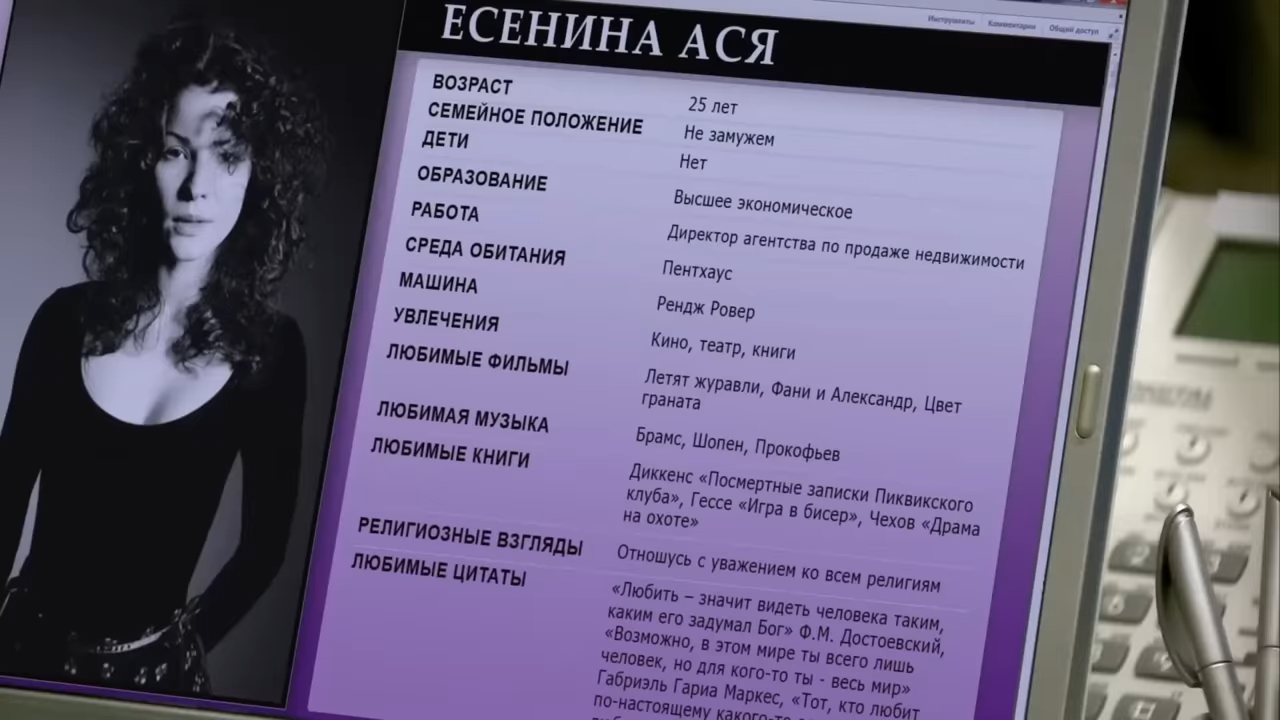 Инструменты Комментарии Общий доступ
ЕСЕНИНА АСЯ
ВОЗРАСТ 25 лет
СЕМЕЙНОЕ ПОЛОЖЕНИЕ Не замужем
ДЕТИ Нет
ОБРАЗОВАНИЕ Высшее экономическое
РАБОТА Директор агентства по продаже недвижимости
СРЕДА ОБИТАНИЯ Пентхаус
МАШИНА Рендж Ровер
УВЛЕЧЕНИЯ Кино, театр, книги
ЛЮБИМЫЕ ФИЛЬМЫ Летят журавли, Фани и Александр, Цвет
граната
ЛЮБИМАЯ МУЗЫКА Брамс, Шопен, Прокофьев
ЛЮБИМЫЕ КНИГИ Диккенс «Посмертные записки Пиквикского
клуба», Гессе «Игра в бисер», Чехов «Драма
на охоте»
РЕЛИГИОЗНЫЕ ВЗГЛЯДЫ Отношусь с уважением ко всем религиям
ЛЮБИМЫЕ ЦИТАТЫ «Любить – значит видеть человека таким,
каким его задумал Бог» Ф.М. Достоевский,
«Возможно, в этом мире ты всего лишь
человек, но для кого-то ты - весь мир»
Габриэль Гариа Маркес, «Тот, кто любит
по-настоящему какого-то